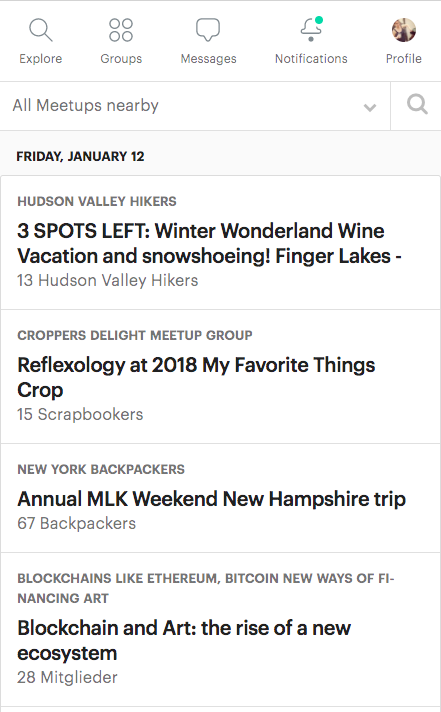 Explore
Groups
Messages
Notifications
Profile
All Meetups nearby
FRIDAY, JANUARY 12
HUDSON VALLEY HIKERS
3 SPOTS LEFT: Winter Wonderland Wine
Vacation and snowshoeing! Finger Lakes -
13 Hudson Valley Hikers
CROPPERS DELIGHT MEETUP GROUP
Reflexology at 2018 My Favorite Things
Crop
15 Scrapbookers
NEW YORK BACKPACKERS
Annual MLK Weekend New Hampshire trip
67 Backpackers
BLOCKCHAINS LIKE ETHEREUM, BITCOIN NEW WAYS OF FI-
NANCING ART
Blockchain and Art: the rise of a new
ecosystem
28 Mitglieder